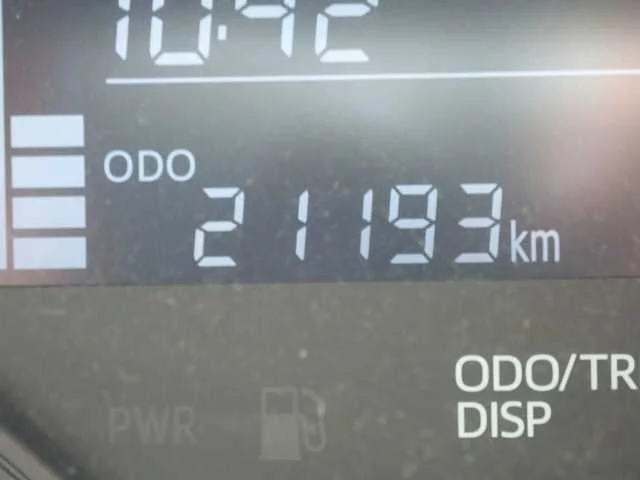 10:42
ODO
21193km
ODO/TR
DISP
PWR